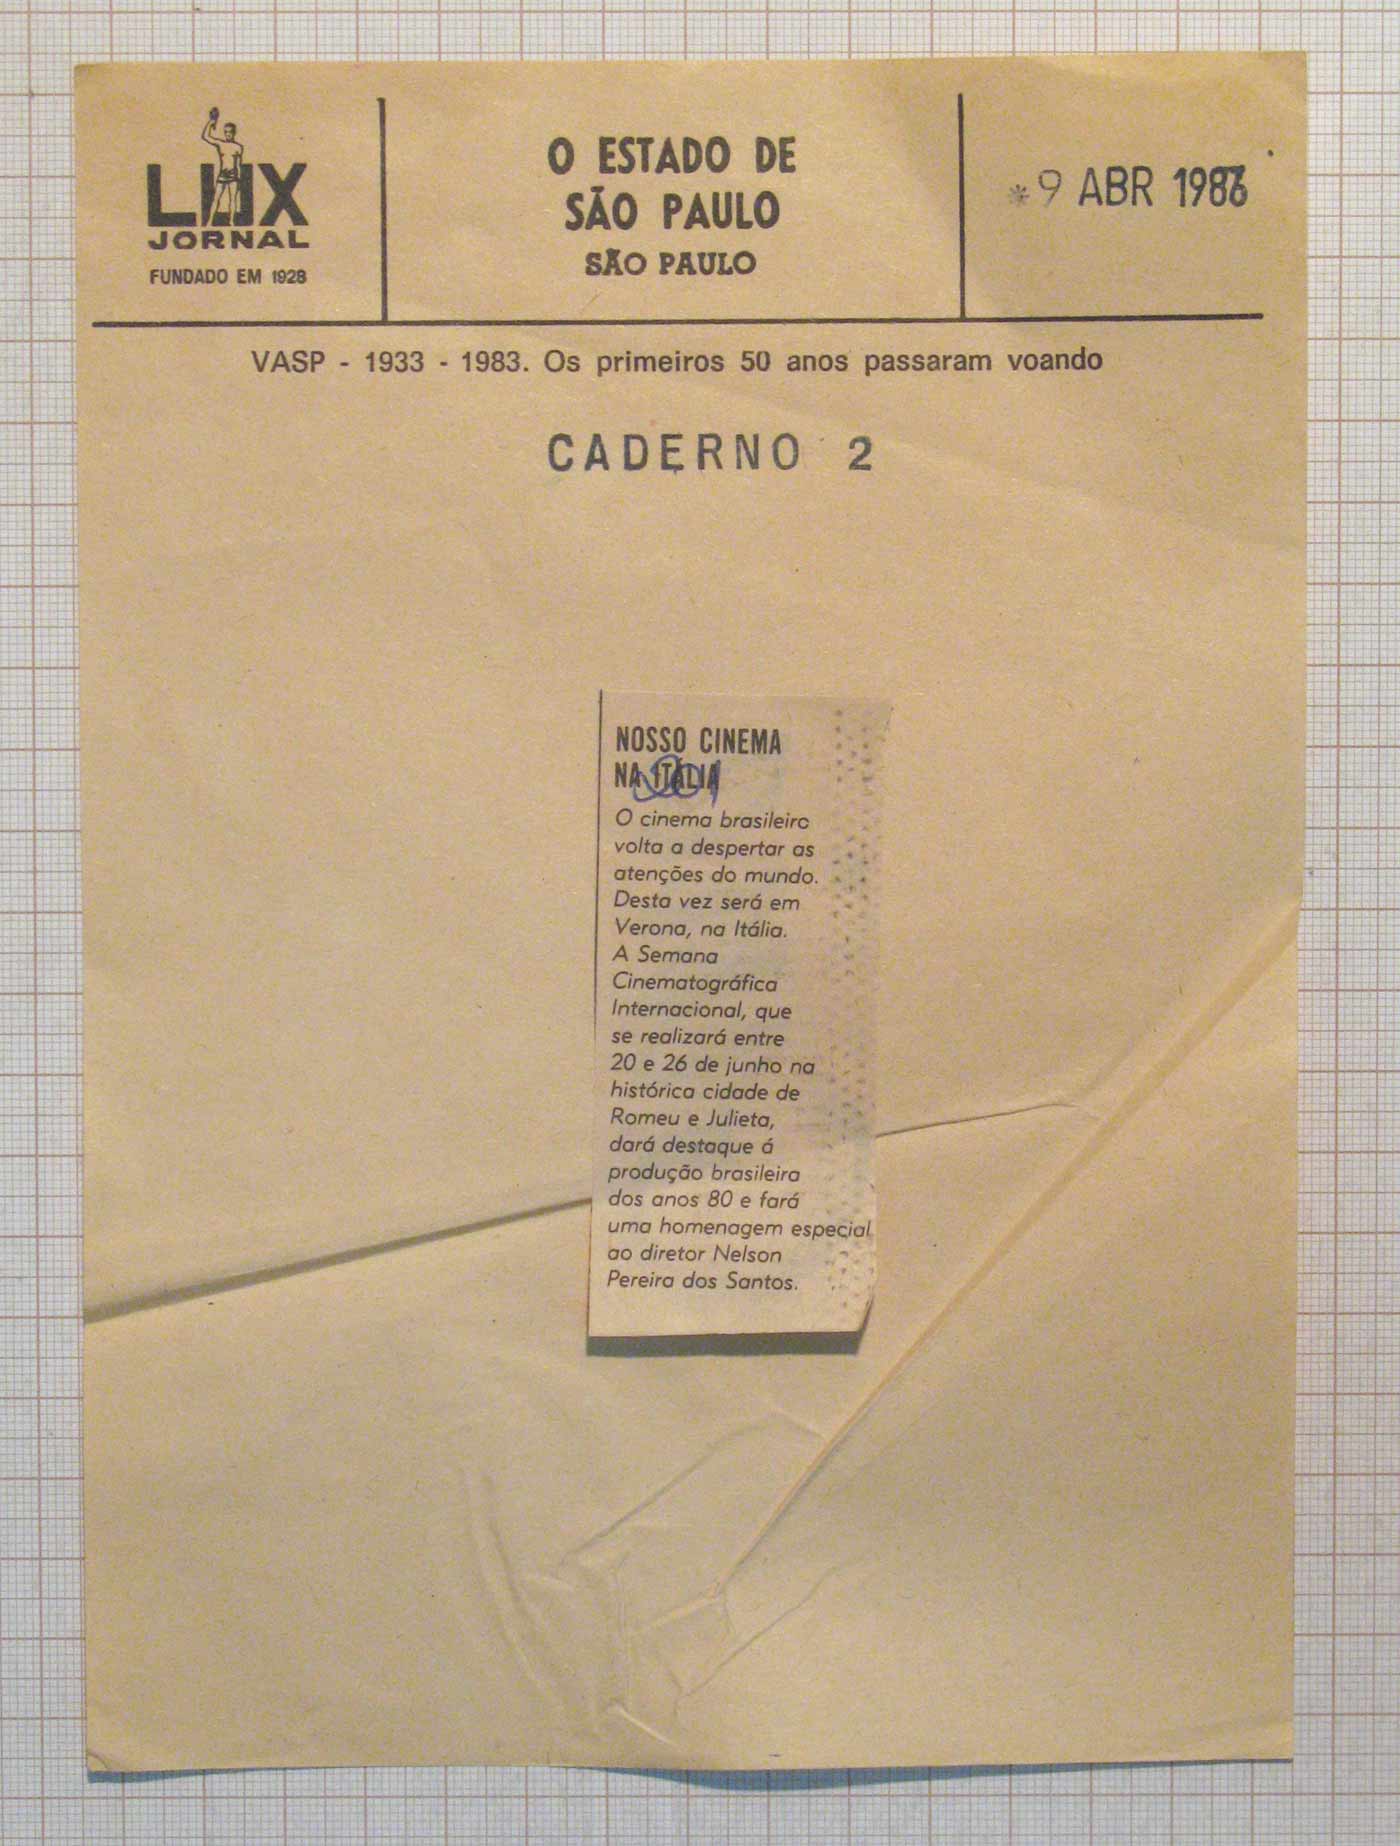 LUX
JORNAL
FUNDADO EM 1928
O ESTADO DE
SÃO PAULO
SÃO PAULO
*9 ABR 1986
VASP - 1933 - 1983. Os primeiros 50 anos passaram voando
CADERNO 2
NOSSO CINEMA
NA ITÁLIA
O cinema brasileiro
volta a despertar as
atenções do mundo.
Desta vez será em
Verona, na Itália.
A Semana
Cinematográfica
Internacional, que
se realizará entre
20 e 26 de junho na
histórica cidade de
Romeu e Julieta,
dará destaque á
produção brasileira
dos anos 80 e fará
uma homenagem especial
ao diretor Nelson
Pereira dos Santos.